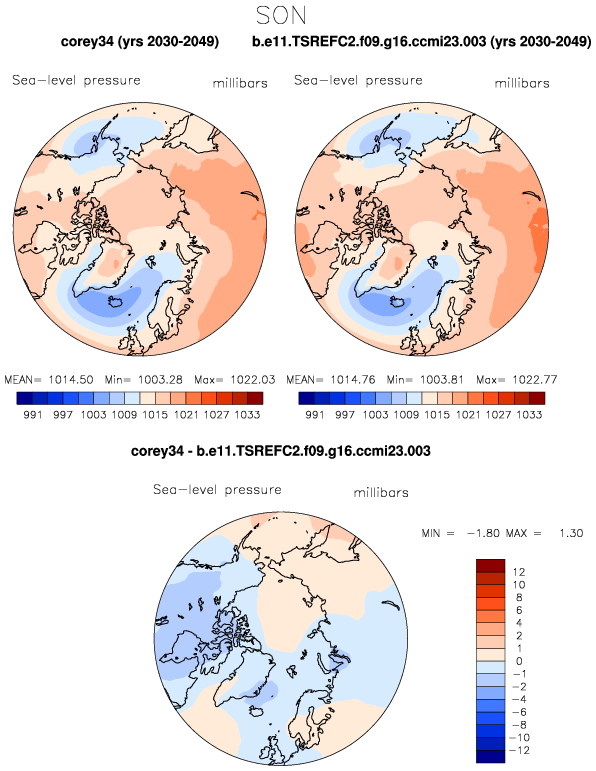 SON
corey34 (yrs 2030-2049) b.e11.TSREFC2.f09.g16.ccmi23.003 (yrs 2030-2049)
Sea-level pressure millibars Sea-level pressure millibars
MEAN= 1014.50 Min= 1003.28 Max= 1022.03 MEAN= 1014.76 Min= 1003.81 Max= 1022.77
991 997 1003 1009 1015 1021 1027 1033 991 997 1003 1009 1015 1021 1027 1033
corey34 - b.e11.TSREFC2.f09.g16.ccmi23.003
Sea-level pressure millibars
MIN = -1.80 MAX = 1.30
12
10
8
6
4
2
1
0
-1
-2
-4
-6
-8
-10
-12